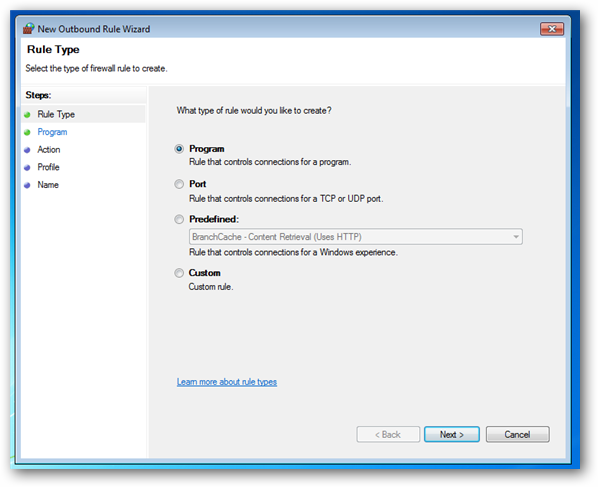 New Outbound Rule Wizard
Rule Type
Select the type of firewall rule to create.
Steps:
Rule Type
Program
Action
Profile
Name
What type of rule would you like to create?
Program
Rule that controls connections for a program.
Port
Rule that controls connections for a TCP or UDP port.
Predefined:
BranchCache - Content Retrieval (Uses HTTP)
Rule that controls connections for a Windows experience.
Custom
Custom rule.
Learn more about rule types
< Back
Next >
Cancel